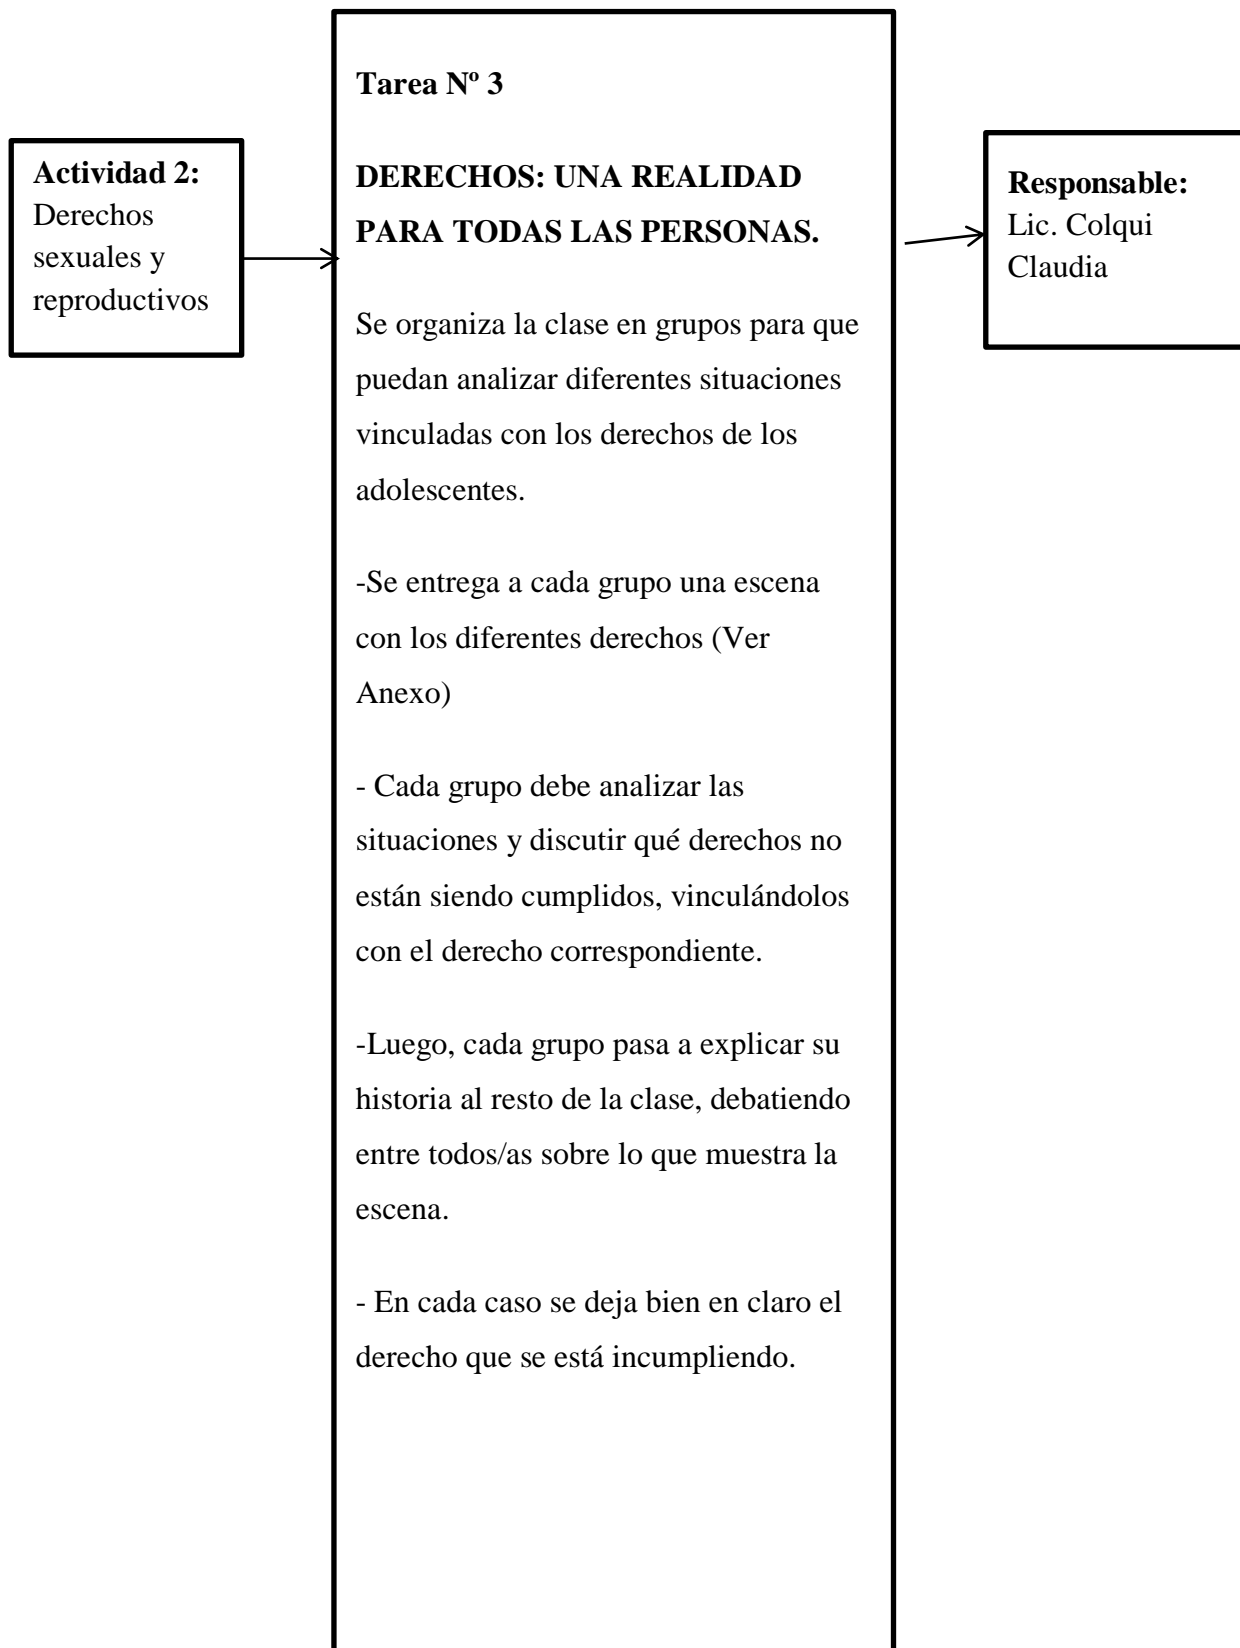 Actividad 2:
Derechos
sexuales y
reproductivos
Tarea Nº 3
DERECHOS: UNA REALIDAD
PARA TODAS LAS PERSONAS.
Se organiza la clase en grupos para que
puedan analizar diferentes situaciones
vinculadas con los derechos de los
adolescentes.
-Se entrega a cada grupo una escena
con los diferentes derechos (Ver
Anexo)
- Cada grupo debe analizar las
situaciones y discutir qué derechos no
están siendo cumplidos, vinculándolos
con el derecho correspondiente.
-Luego, cada grupo pasa a explicar su
historia al resto de la clase, debatiendo
entre todos/as sobre lo que muestra la
escena.
- En cada caso se deja bien en claro el
derecho que se está incumpliendo.
Responsable:
Lic. Colqui
Claudia